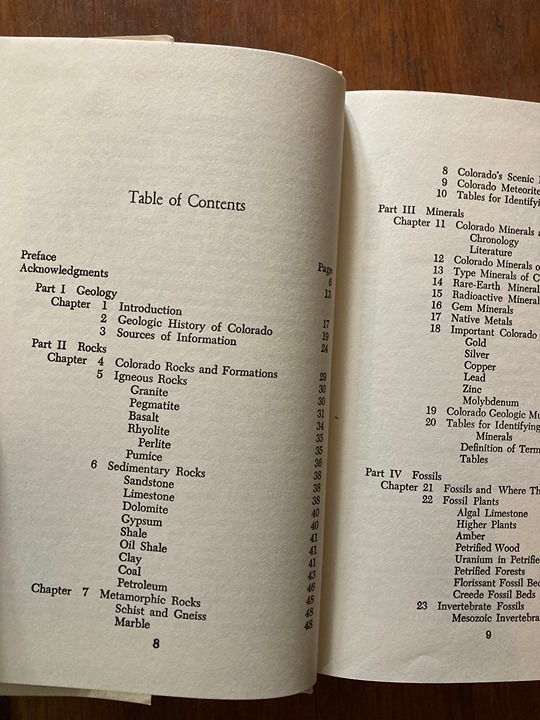 Table of Contents
Page
Preface 6
Acknowledgments 13
Part I Geology
Chapter 1 Introduction 17
2 Geologic History of Colorado 19
3 Sources of Information 24
Part II Rocks
Chapter 4 Colorado Rocks and Formations 29
5 Igneous Rocks 30
Granite 30
Pegmatite 31
Basalt 34
Rhyolite 35
Perlite 35
Pumice 36
6 Sedimentary Rocks 38
Sandstone 38
Limestone 38
Dolomite 40
Gypsum 40
Shale 41
Oil Shale 41
Clay 41
Coal 43
Petroleum 46
Chapter 7 Metamorphic Rocks 48
Schist and Gneiss 48
Marble 48
8
8 Colorado's Scenic
9 Colorado Meteorite
10 Tables for
Part III Minerals
Chapter 11 Colorado Minerals
Chronology
Literature
12 Colorado Minerals
13 Type Minerals of
14 Rare-Earth Mineral
15 Radioactive Mineral
16 Gem Minerals
17 Native Metals
18 Important Colorado
Gold
Silver
Copper
Lead
Zinc
Molybdenum
19 Colorado Geologic
20 Tables for Identifying
Minerals
Definition of
Tables
Part IV Fossils
Chapter 21 Fossils and Where
22 Fossil Plants
Algal Limestone
Higher Plants
Amber
Petrified Wood
Uranium in
Petrified Forests
Florissant Fossil
Creede Fossil Beds
23 Invertebrate Fossils
Mesozoic
9